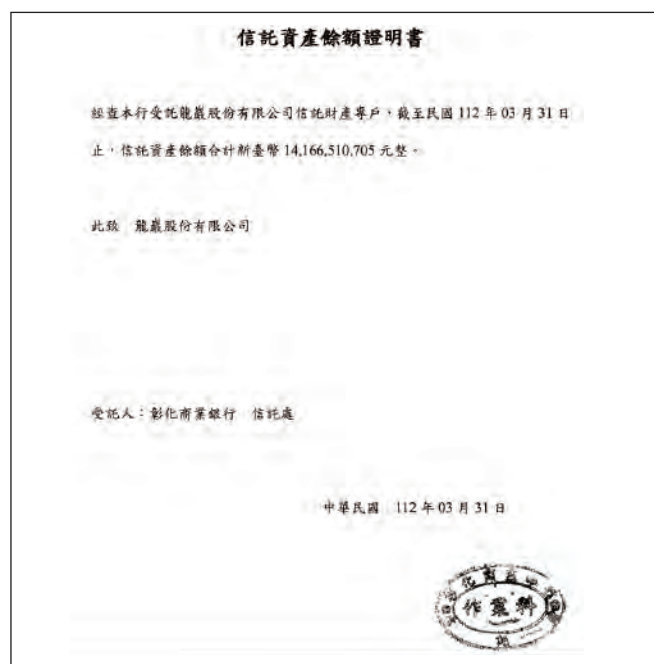 信託資產餘額證明書
經查本行受託龍巖股份有限公司信託財產專戶,截至民國 112 年 03 月 31 日
止,信託資產餘額合計新臺幣 14,166,510,705 元整。
此致 龍巖股份有限公司
受託人:彰化商業銀行 信託處
中華民國 112 年 03 月 31 日
作業科